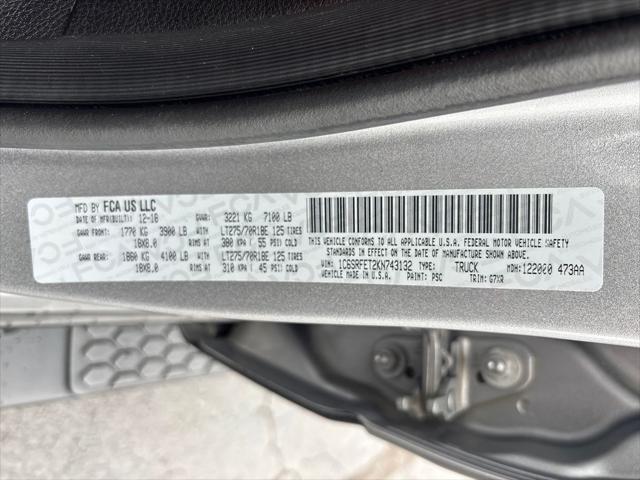 MFD BY FCA US LLC
DATE OF MFR(BUILT): 12-18 GVWR: 3221 KG 7100 LB
GAWR FRONT: 1770 KG 3900 LB LT275/70R18E 125 TIRES
18X8.0 RIMS AT 380 KPA / 55 PSI COLD
GAWR REAR: 1860 KG 4100 LB LT275/70R18E 125 TIRES
18X8.0 RIMS AT 310 KPA / 45 PSI COLD
THIS VEHICLE CONFORMS TO ALL APPLICABLE U.S.A. FEDERAL MOTOR VEHICLE SAFETY
STANDARDS IN EFFECT ON THE DATE OF MANUFACTURE SHOWN ABOVE.
VIN: 1C6SRFET2KN743132 TYPE: TRUCK MDH: 122020 473AA
VEHICLE MADE IN U.S.A. PAINT: PSC TRIM: G7XR